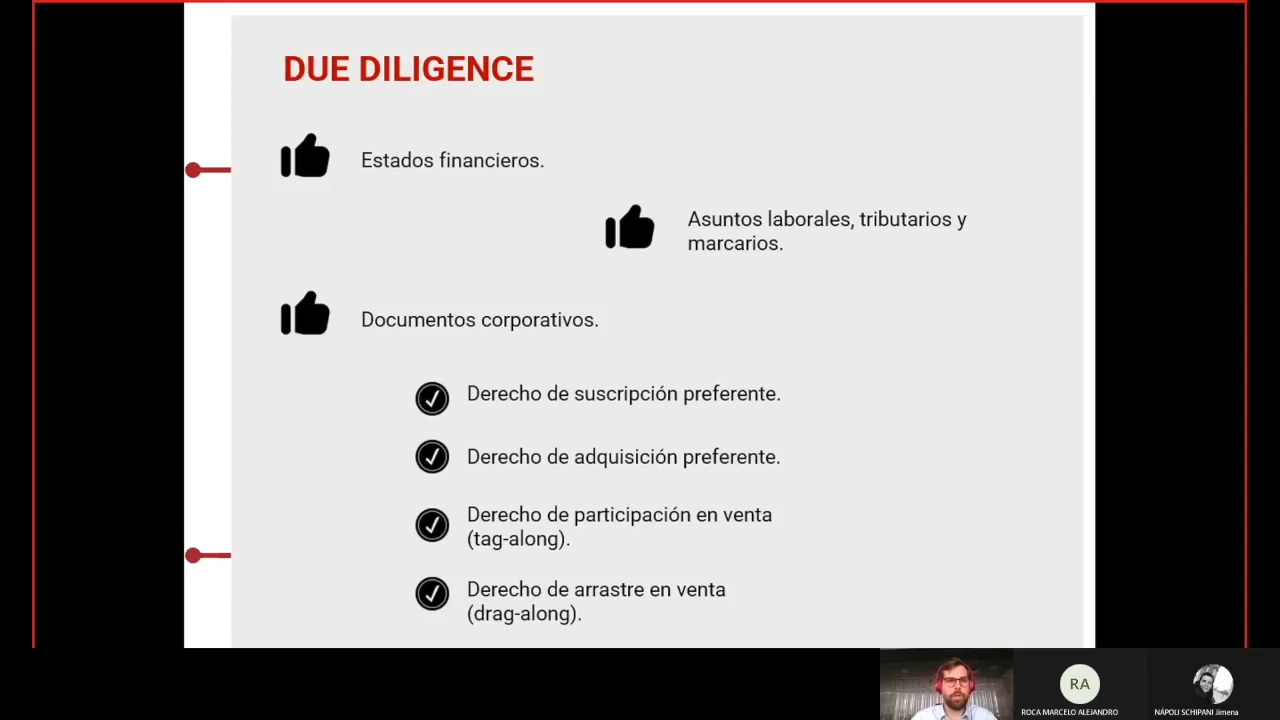 DUE DILIGENCE
Estados financieros.
Asuntos laborales, tributarios y
marcarios.
Documentos corporativos.
Derecho de suscripción preferente.
Derecho de adquisición preferente.
Derecho de participación en venta
(tag-along).
Derecho de arrastre en venta
(drag-along).
RA
ROCA MARCELO ALEJANDRO
NÁPOLI SCHIPANI Jimena